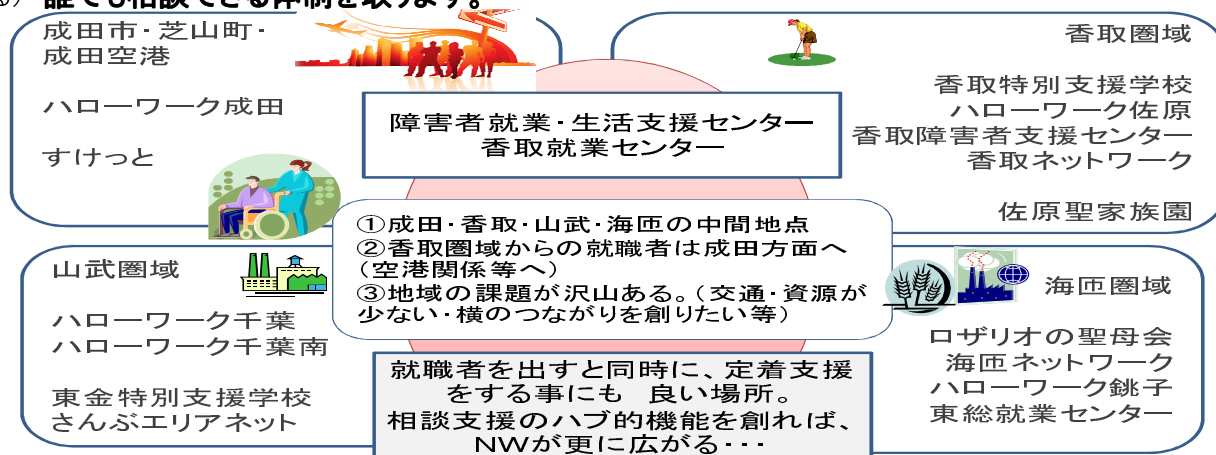 誰でも相談できる体制を取ります。
成田市・芝山町・
成田空港
ハローワーク成田
すけっと
香取圏域
香取特別支援学校
ハローワーク佐原
香取障害者支援センター
香取ネットワーク
佐原聖家族園
障害者就業・生活支援センター
香取就業センター
①成田・香取・山武・海匝の中間地点
②香取圏域からの就職者は成田方面へ
(空港関係等へ)
③地域の課題が沢山ある。(交通・資源が
少ない・横のつながりを創りたい等)
山武圏域
ハローワーク千葉
ハローワーク千葉南
東金特別支援学校
さんぶエリアネット
海匝圏域
ロザリオの聖母会
海匝ネットワーク
ハローワーク銚子
東総就業センター
就職者を出すと同時に、定着支援
をする事にも 良い場所。
相談支援のハブ的機能を創れば、
NWが更に広がる・・・